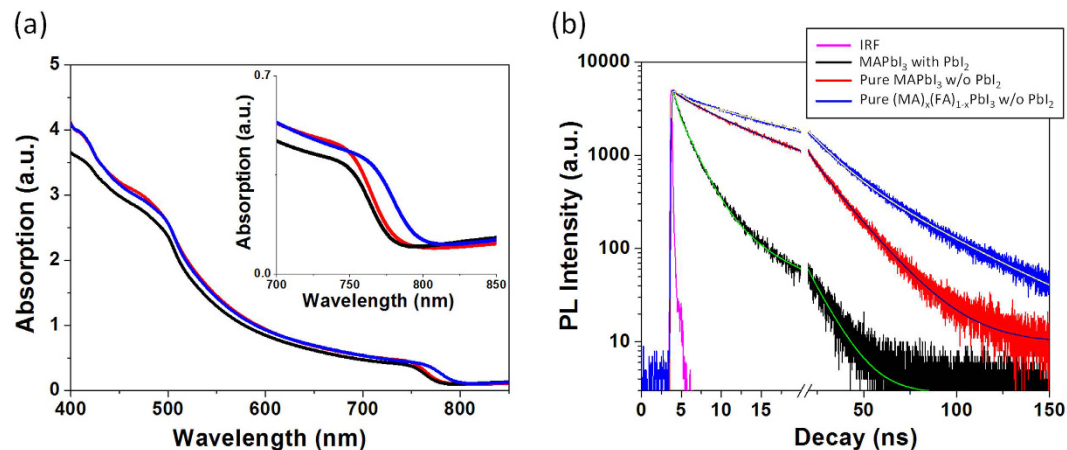 (a)
Absorption (a.u.)
5
4
3
2
1
0
400
500
600
700
800
Wavelength (nm)
Absorption (a.u.)
0.7
0.0
700
750
800
850
Wavelength (nm)
(b)
IRF
MAPbI₃ with PbI₂
Pure MAPbI₃ w/o PbI₂
Pure (MA)ₓ(FA)₁₋ₓPbI₃ w/o PbI₂
PL Intensity (a.u.)
10000
1000
100
10
0
5
10
15
50
100
150
Decay (ns)